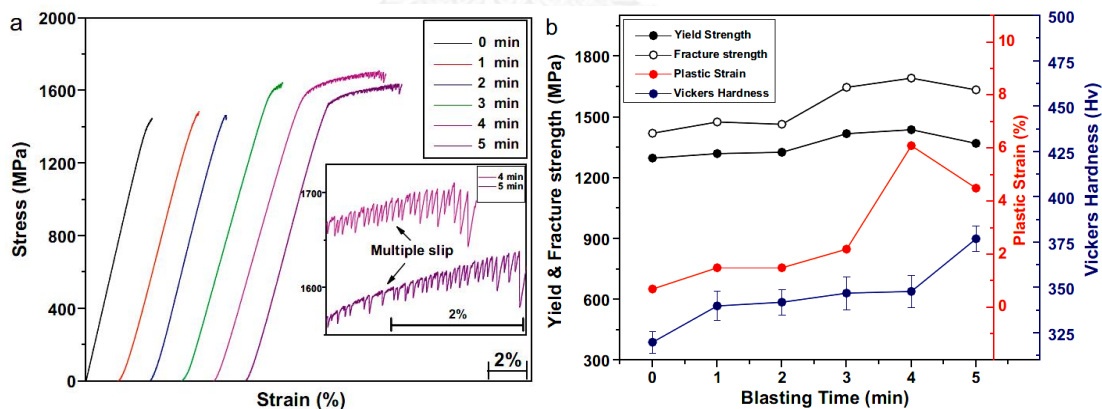 a
2000
1600
1200
800
400
0
Stress (MPa)
Strain (%)
0 min
1 min
2 min
3 min
4 min
5 min
4 min
5 min
1700
1600
Multiple slip
2%
2%
b
Yield Strength
Fracture strength
Plastic Strain
Vickers Hardness
1800
1500
1200
900
600
300
Yield & Fracture strength (MPa)
0 1 2 3 4 5
Blasting Time (min)
10
8
6
4
2
0
Plastic Strain (%)
500
475
450
425
400
375
350
325
Vickers Hardness (Hv)